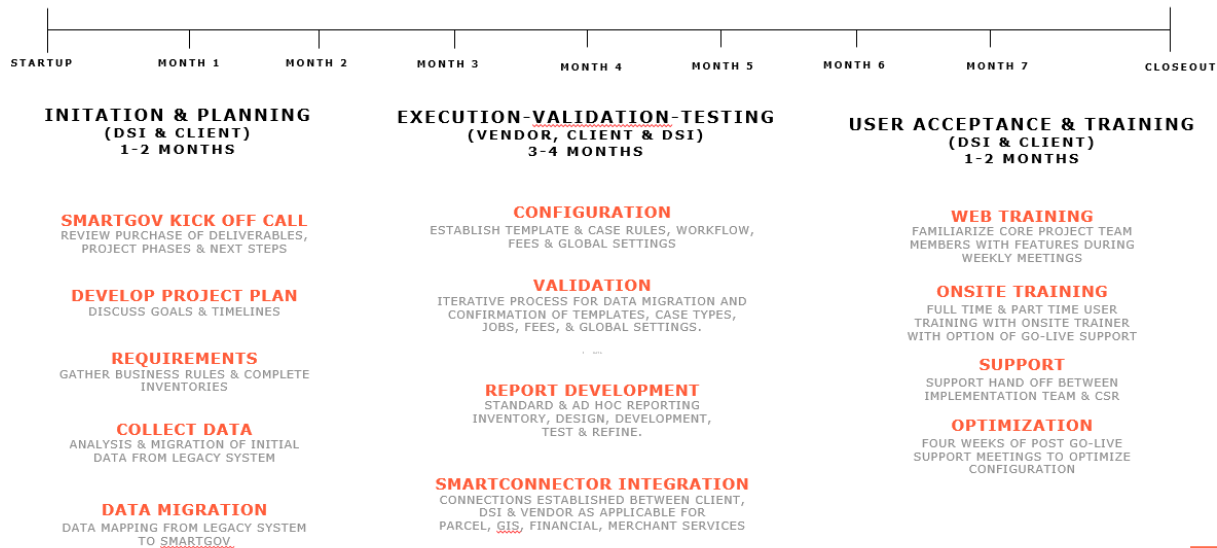 STARTUP
MONTH 1
MONTH 2
MONTH 3
MONTH 4
MONTH 5
MONTH 6
MONTH 7
CLOSEOUT
INITATION & PLANNING
(DSI & CLIENT)
1-2 MONTHS
SMARTGOV KICK OFF CALL
REVIEW PURCHASE OF DELIVERABLES,
PROJECT PHASES & NEXT STEPS
DEVELOP PROJECT PLAN
DISCUSS GOALS & TIMELINES
REQUIREMENTS
GATHER BUSINESS RULES & COMPLETE
INVENTORIES
COLLECT DATA
ANALYSIS & MIGRATION OF INITIAL
DATA FROM LEGACY SYSTEM
DATA MIGRATION
DATA MAPPING FROM LEGACY SYSTEM
TO SMARTGOV
EXECUTION-VALIDATION-TESTING
(VENDOR, CLIENT & DSI)
3-4 MONTHS
CONFIGURATION
ESTABLISH TEMPLATE & CASE RULES, WORKFLOW,
FEES & GLOBAL SETTINGS
VALIDATION
ITERATIVE PROCESS FOR DATA MIGRATION AND
CONFIRMATION OF TEMPLATES, CASE TYPES,
JOBS, FEES, & GLOBAL SETTINGS.
REPORT DEVELOPMENT
STANDARD & AD HOC REPORTING
INVENTORY, DESIGN, DEVELOPMENT,
TEST & REFINE.
SMARTCONNECTOR INTEGRATION
CONNECTIONS ESTABLISHED BETWEEN CLIENT,
DSI & VENDOR AS APPLICABLE FOR
PARCEL, GIS, FINANCIAL, MERCHANT SERVICES
USER ACCEPTANCE & TRAINING
(DSI & CLIENT)
1-2 MONTHS
WEB TRAINING
FAMILIARIZE CORE PROJECT TEAM
MEMBERS WITH FEATURES DURING
WEEKLY MEETINGS
ONSITE TRAINING
FULL TIME & PART TIME USER
TRAINING WITH ONSITE TRAINER
WITH OPTION OF GO-LIVE SUPPORT
SUPPORT
SUPPORT HAND OFF BETWEEN
IMPLEMENTATION TEAM & CSR
OPTIMIZATION
FOUR WEEKS OF POST GO-LIVE
SUPPORT MEETINGS TO OPTIMIZE
CONFIGURATION